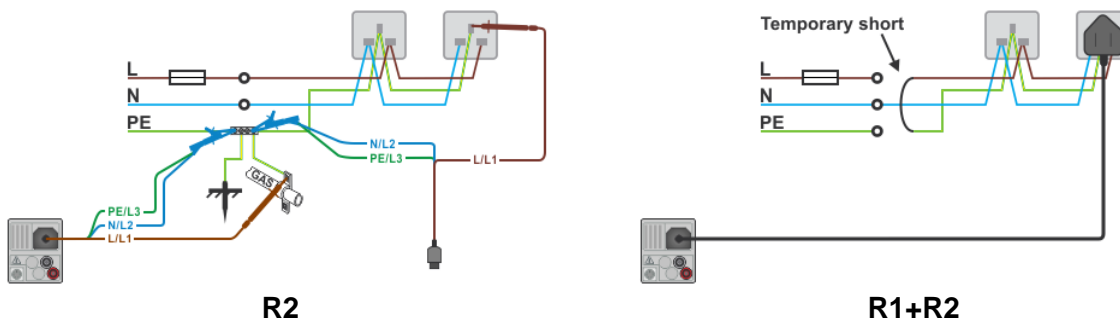 Temporary short
L
N
PE
N/L2
PE/L3
L/L1
GAS
PE/L3
N/L2
L/L1
L
N
PE
R2
R1+R2